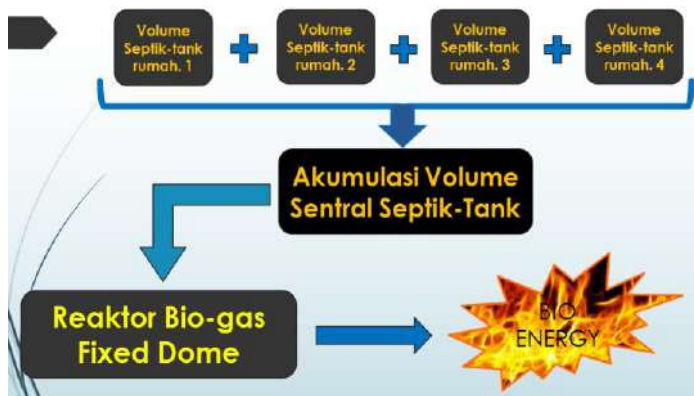 Volume
Septik-tank
rumah. 1
Volume
Septik-tank
rumah. 2
Volume
Septik-tank
rumah. 3
Volume
Septik-tank
rumah. 4
Akumulasi Volume
Sentral Septik-Tank
Reaktor Bio-gas
Fixed Dome
BIO
ENERGY